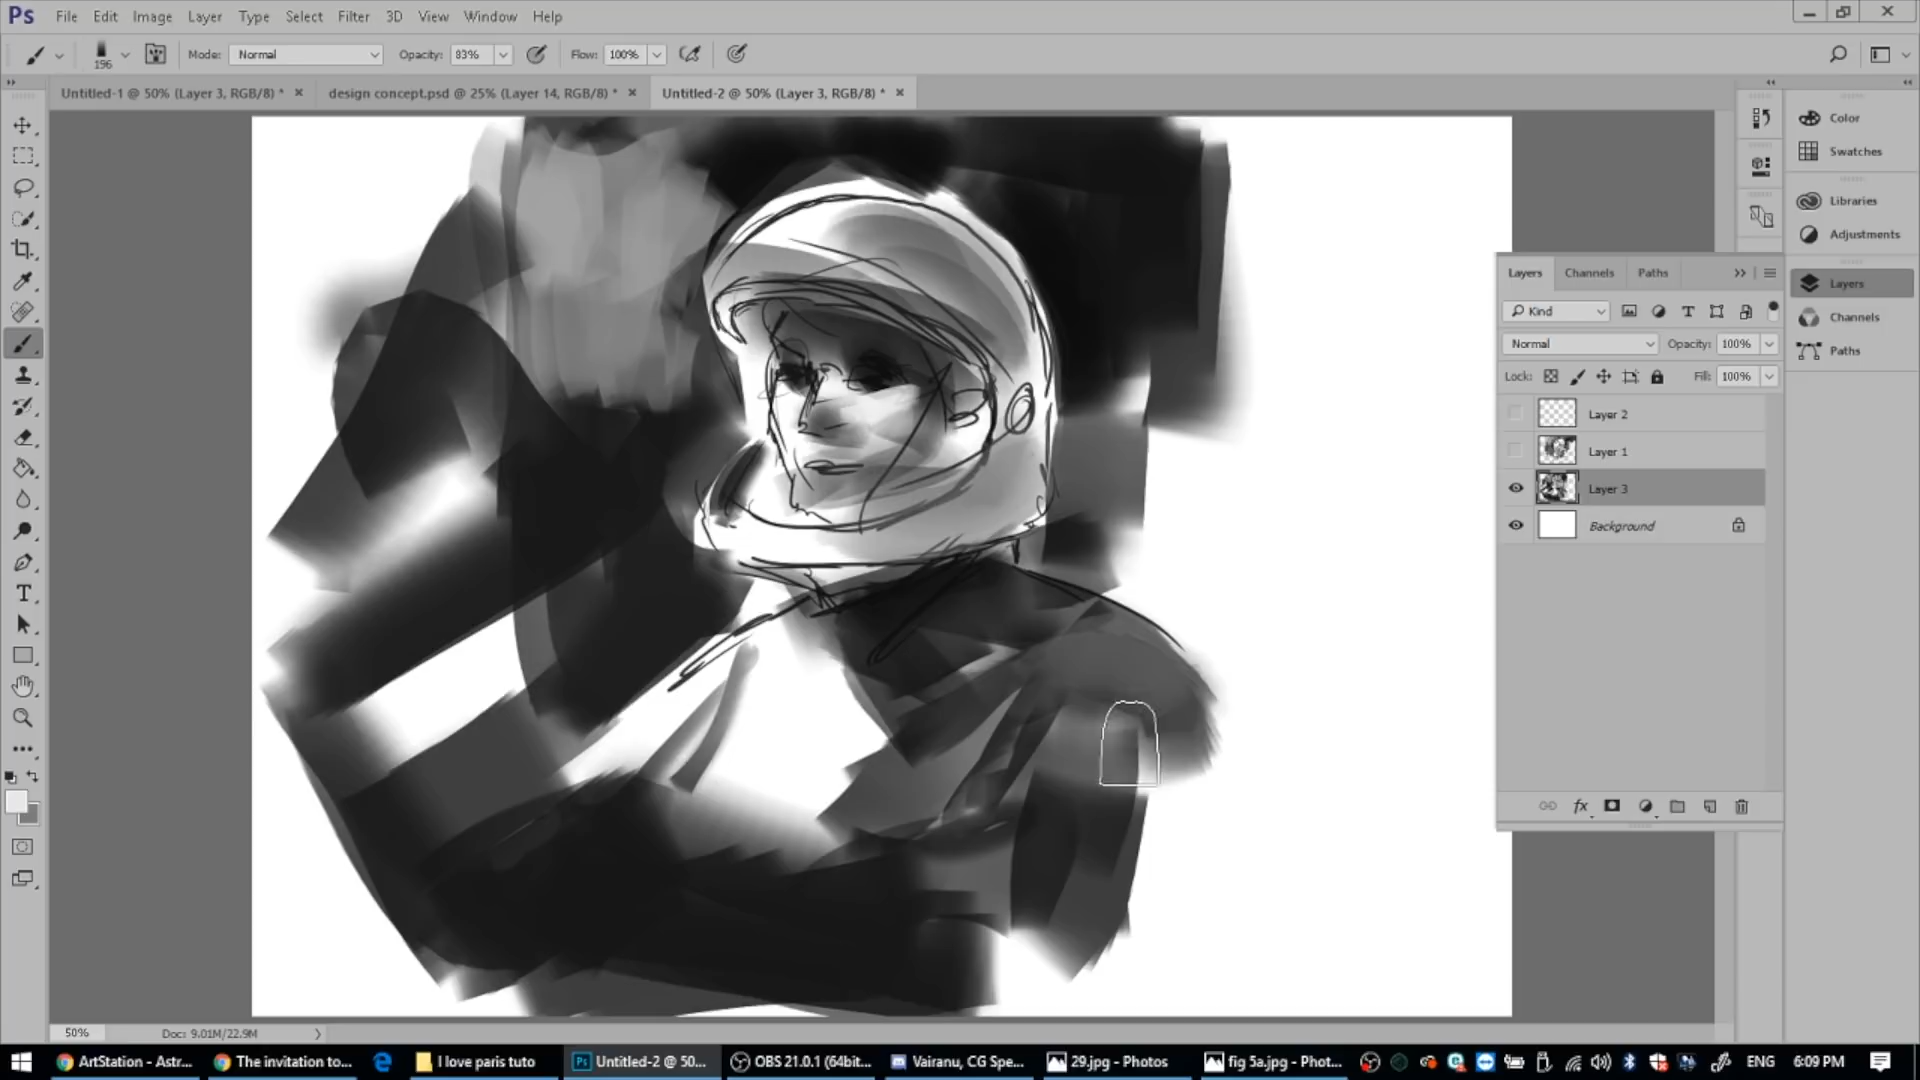 Ps File Edit Image Layer Type Select Filter 3D View Window Help
196 Mode: Normal Opacity: 83% Flow: 100%
Untitled-1 @ 50% (Layer 3, RGB/8) * design concept.psd @ 25% (Layer 14, RGB/8) * Untitled-2 @ 50% (Layer 3, RGB/8) *
Color
Swatches
Libraries
Adjustments
Layers
Channels
Paths
Layers Channels Paths
Kind
Normal Opacity: 100%
Lock: Fill: 100%
Layer 2
Layer 1
Layer 3
Background
fx
50% Doc: 9.01M/22.9M
ArtStation - Astr... The invitation to... I love paris tuto Untitled-2 @ 50... OBS 21.0.1 (64bit... Vairanu, CG Spe... 29.jpg - Photos fig 5a.jpg - Phot... ENG 6:09 PM